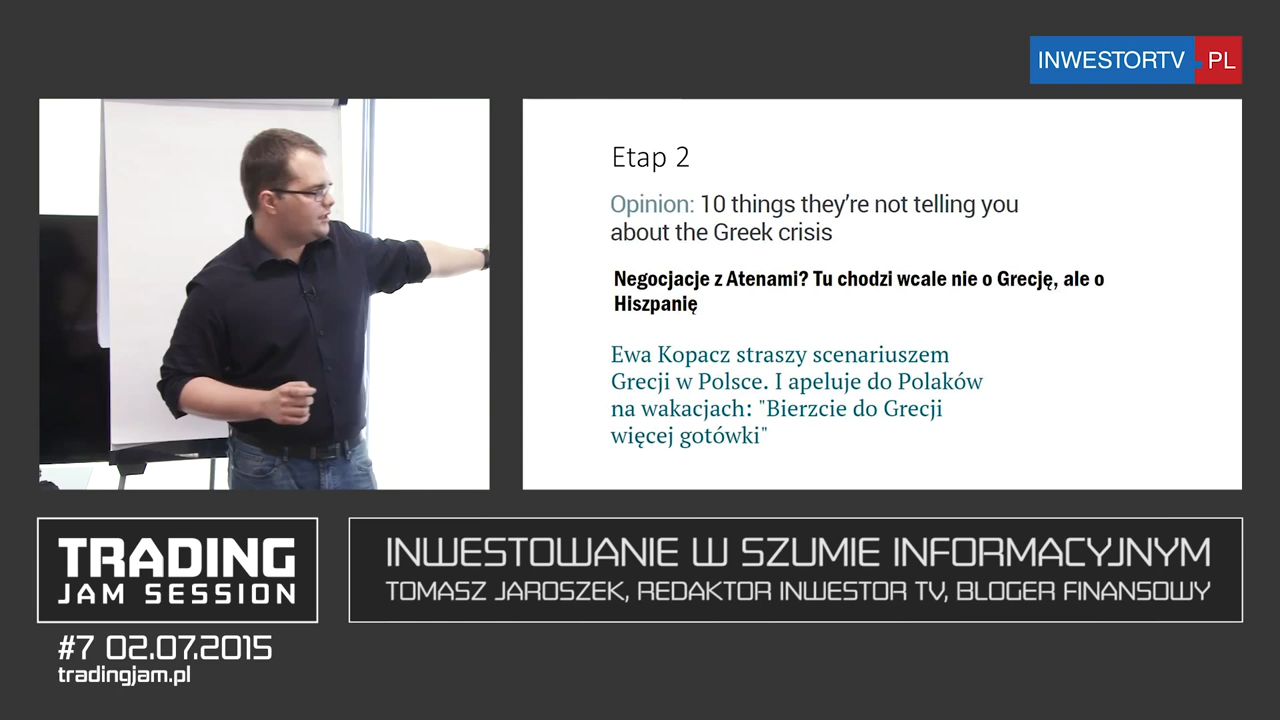 INWESTORTV.PL
Etap 2
Opinion: 10 things they're not telling you
about the Greek crisis
Negocjacje z Atenami? Tu chodzi wcale nie o Grecję, ale o
Hiszpanię
Ewa Kopacz straszy scenariuszem
Grecji w Polsce. I apeluje do Polaków
na wakacjach: "Bierzcie do Grecji
więcej gotówki"
TRADING
JAM SESSION
#7 02.07.2015
tradingjam.pl
INWESTOWANIE W SZUMIE INFORMACYJNYM
TOMASZ JAROSZEK, REDAKTOR INWESTOR TV, BLOGER FINANSOWY